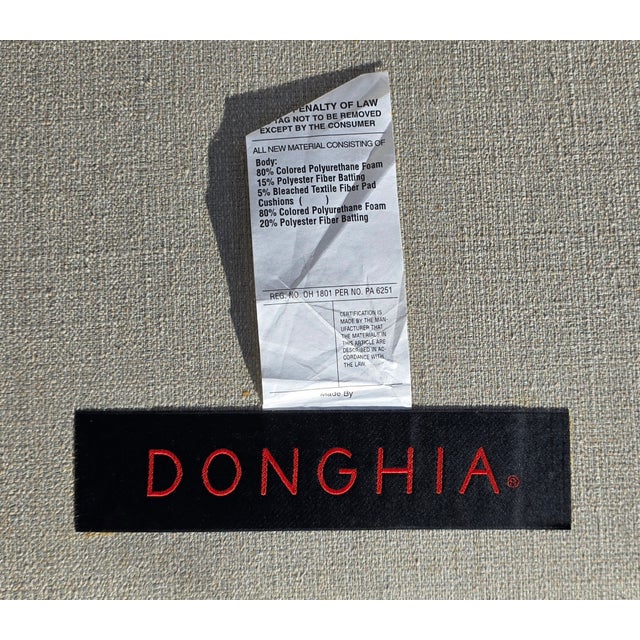 PENALTY OF LAW
TAG NOT TO BE REMOVED
EXCEPT BY THE CONSUMER
ALL NEW MATERIAL CONSISTING OF
Body:
80% Colored Polyurethane Foam
15% Polyester Fiber Batting
5% Bleached Textile Fiber Pad
Cushions ( )
80% Colored Polyurethane Foam
20% Polyester Fiber Batting
REG. NO. OH 1801 PER NO. PA 6251
CERTIFICATION IS
MADE BY THE MAN-
UFACTURER THAT
THE MATERIALS IN
THIS ARTICLE ARE
DESCRIBED IN AC-
CORDANCE WITH
THE LAW.
Made By
DONGHIA®